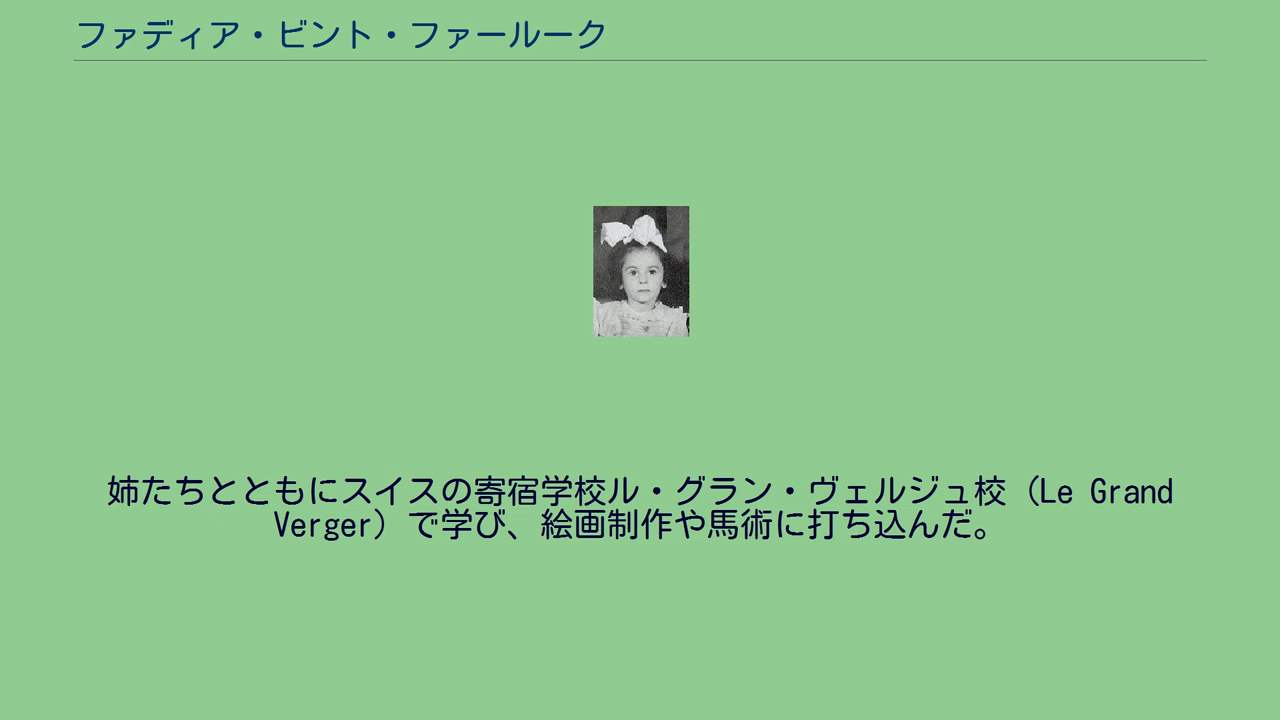 ファディア・ビント・ファールーク
姉たちとともにスイスの寄宿学校ル・グラン・ヴェルジュ校（Le Grand
Verger）で学び、絵画制作や馬術に打ち込んだ。